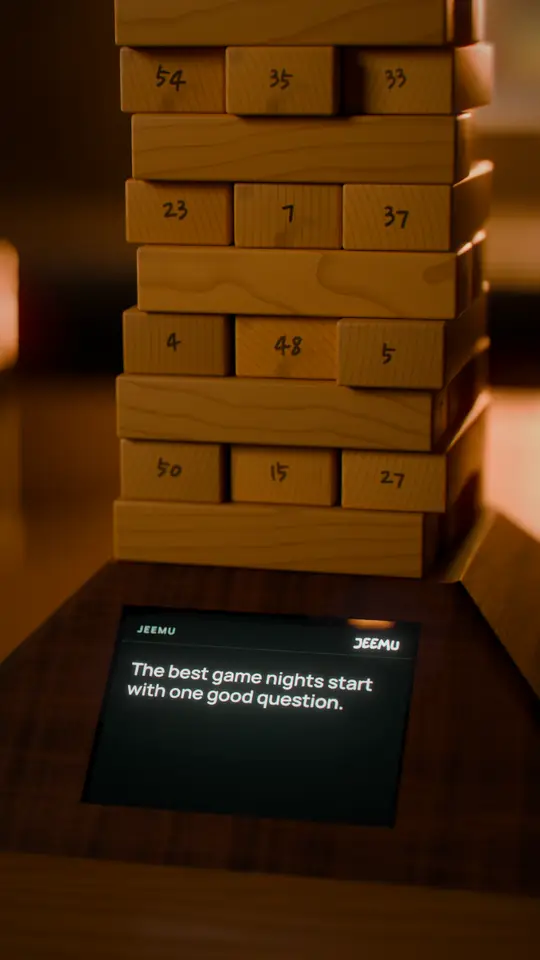 54 35 33
23 7 37
4 48 5
50 15 27
JEEMU JEEMU
The best game nights start
with one good question.